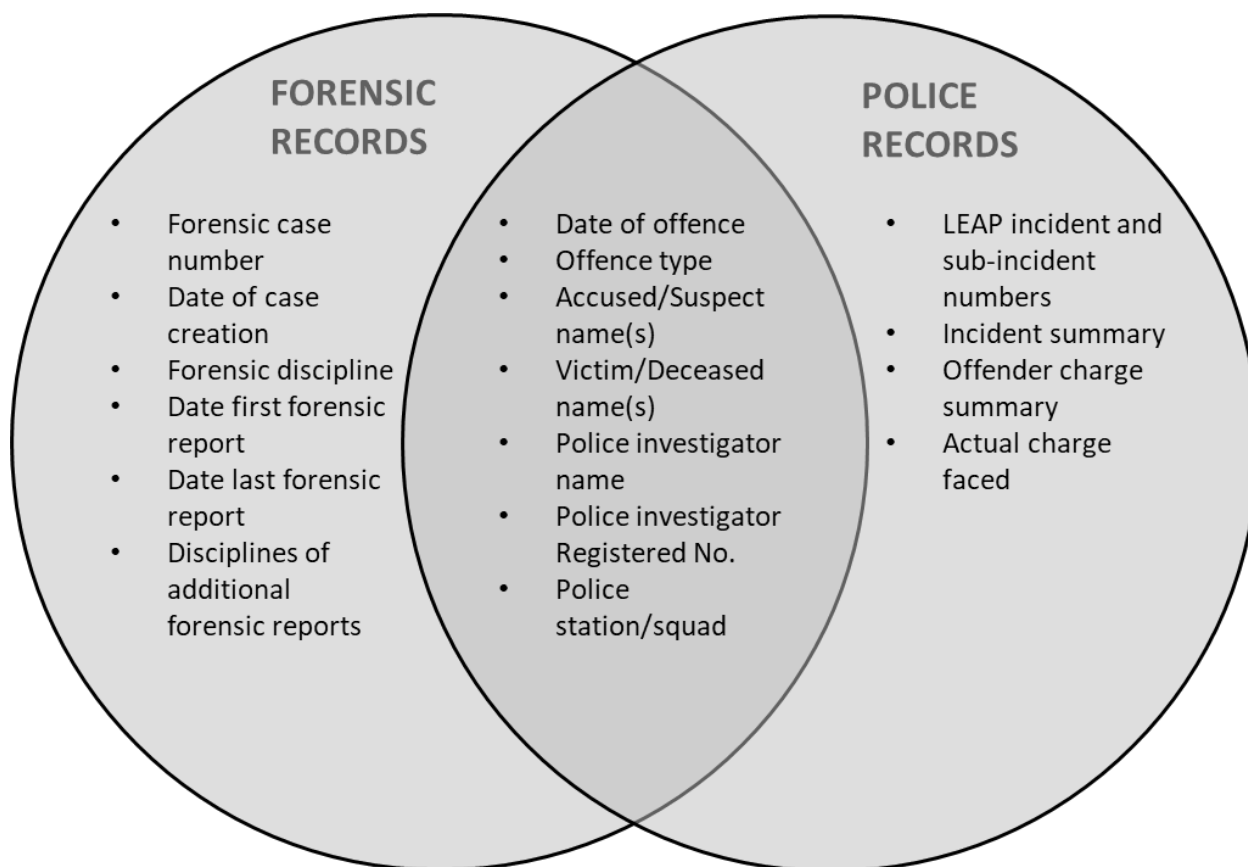 FORENSIC
RECORDS
• Forensic case
number
• Date of case
creation
• Forensic discipline
• Date first forensic
report
• Date last forensic
report
• Disciplines of
additional
forensic reports
• Date of offence
• Offence type
• Accused/Suspect
name(s)
• Victim/Deceased
name(s)
• Police investigator
name
• Police investigator
Registered No.
• Police
station/squad
POLICE
RECORDS
• LEAP incident and
sub-incident
numbers
• Incident summary
• Offender charge
summary
• Actual charge
faced